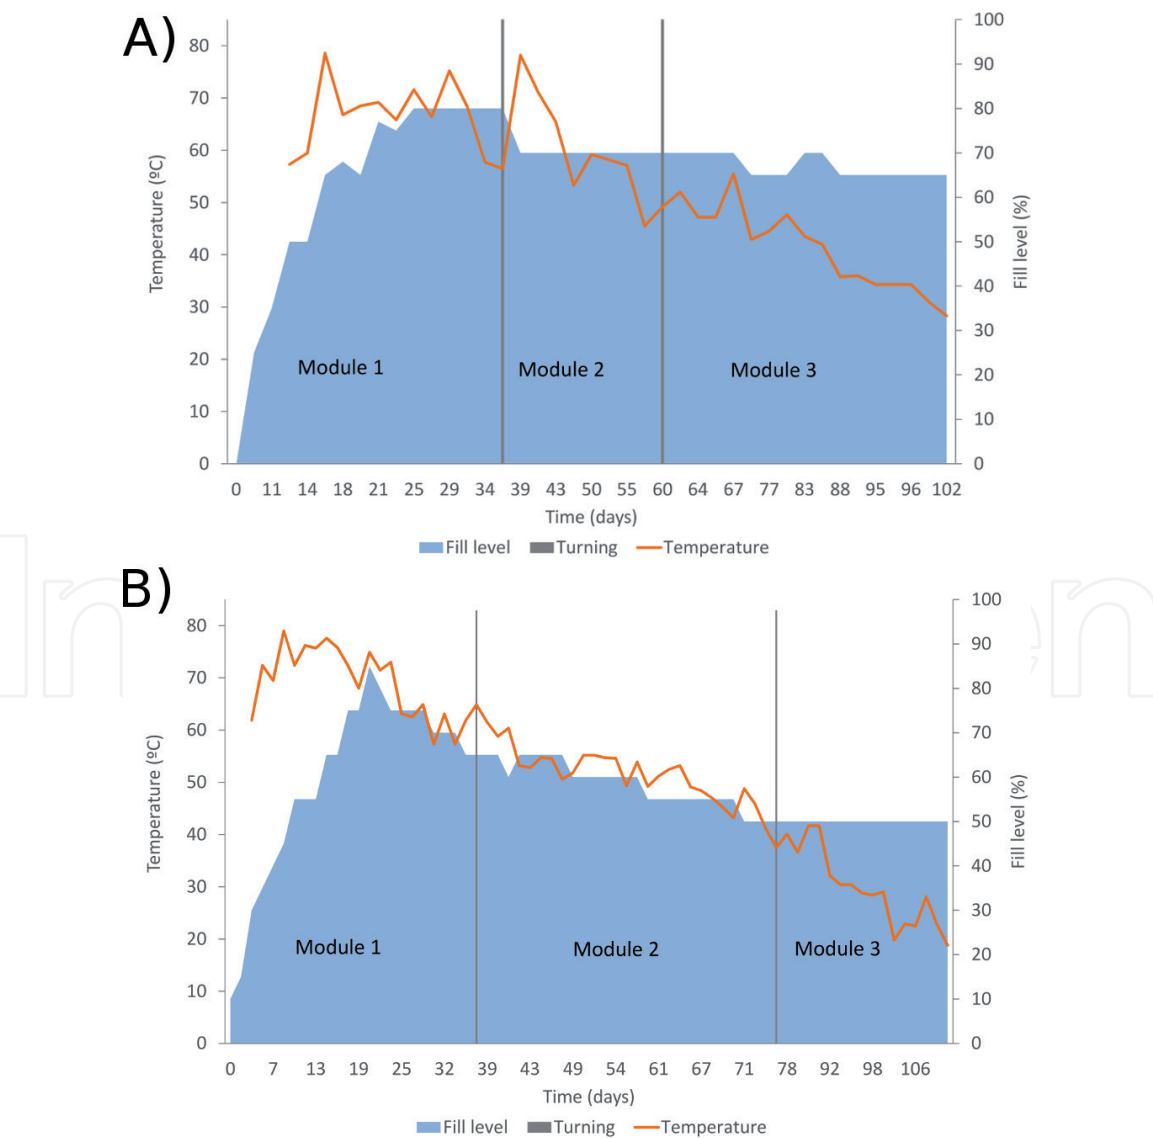 A)
80
70
60
50
40
30
20
10
0
Temperature (ºC)
100
90
80
70
60
50
40
30
20
10
0
Fill level (%)
Module 1 Module 2 Module 3
0 11 14 18 21 25 29 34 39 43 50 55 60 64 67 77 83 88 95 96 102
Time (days)
Fill level Turning Temperature
B)
80
70
60
50
40
30
20
10
0
Temperature (ºC)
100
90
80
70
60
50
40
30
20
10
0
Fill level (%)
Module 1 Module 2 Module 3
0 7 13 19 25 32 39 43 49 54 61 67 71 78 92 98 106
Time (days)
Fill level Turning Temperature